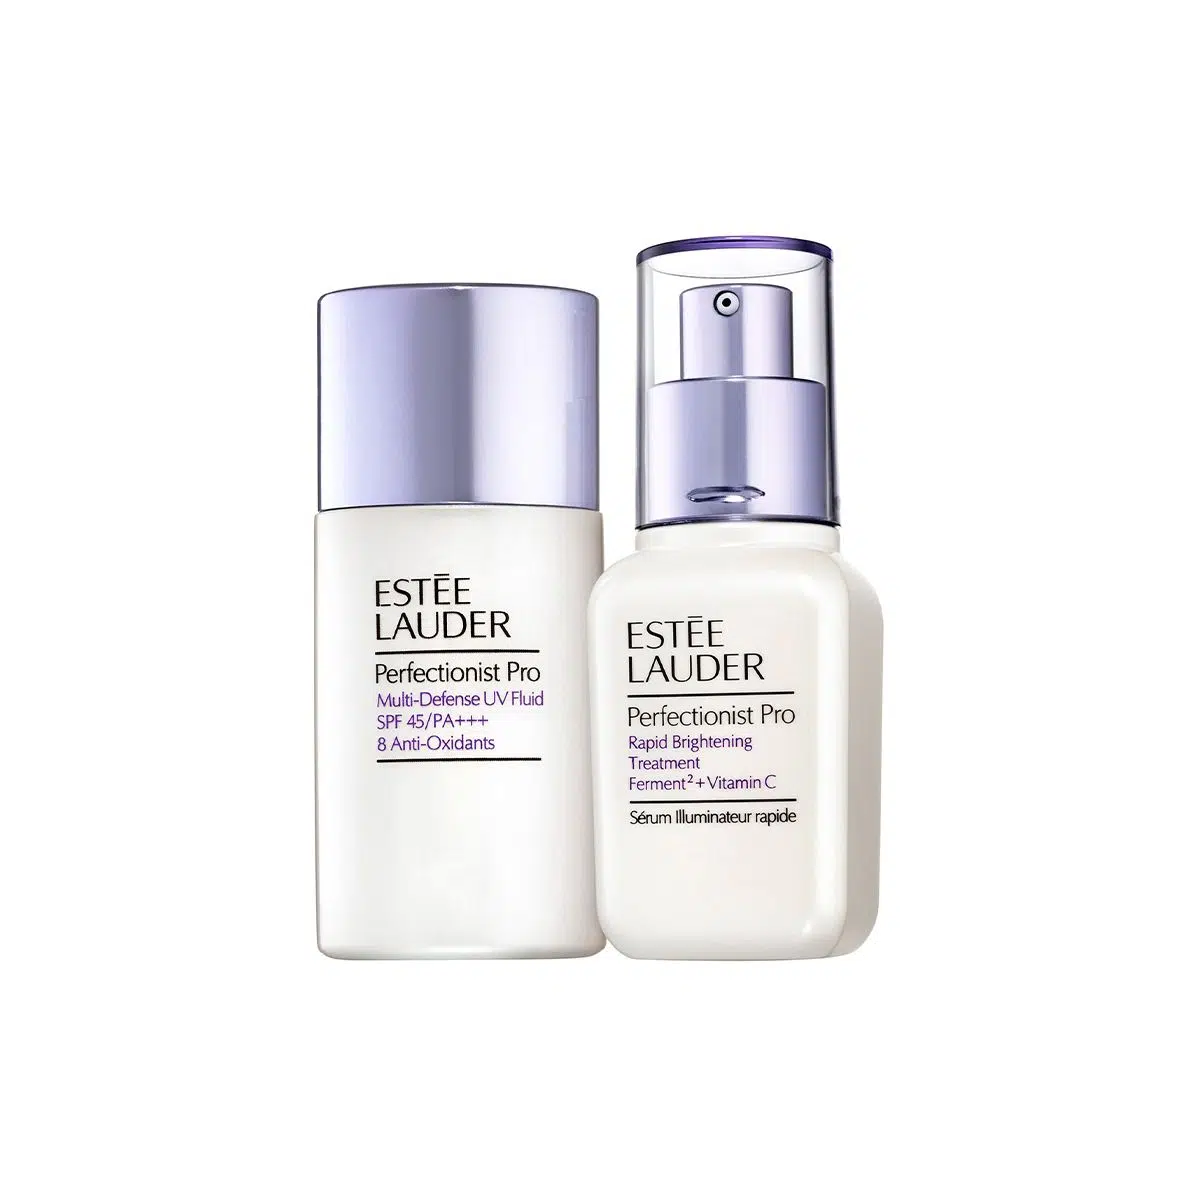 ESTĒE
LAUDER
Perfectionist Pro
Multi-Defense UV Fluid
SPF 45/PA+++
8 Anti-Oxidants
ESTĒE
LAUDER
Perfectionist Pro
Rapid Brightening
Treatment
Ferment² + Vitamin C
Sérum Illuminateur rapide